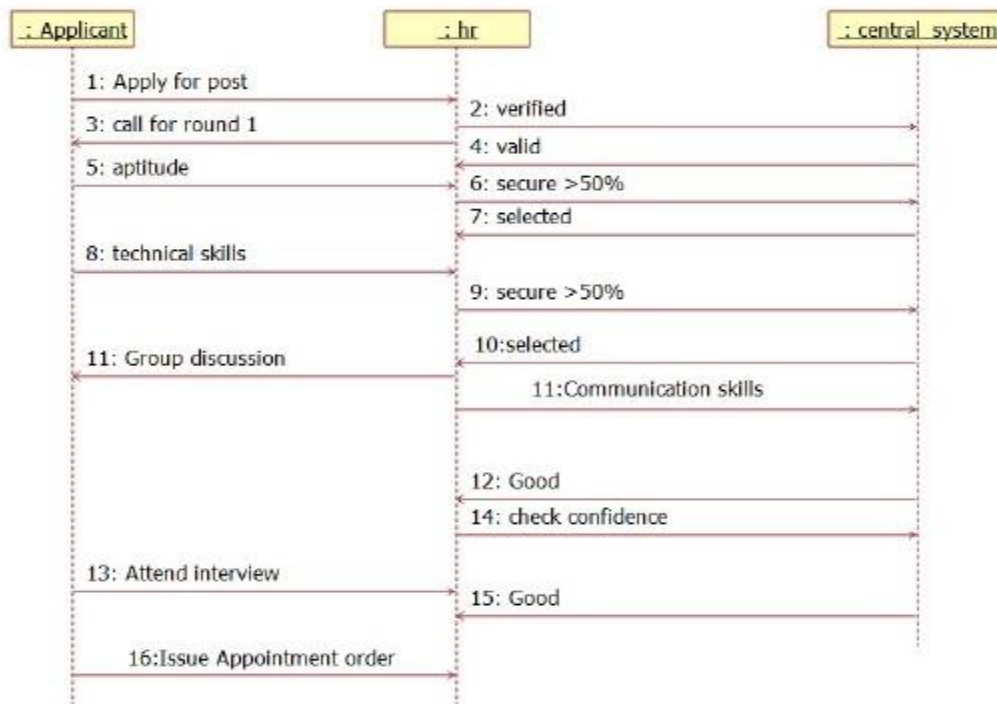 : Applicant
: hr
: central system
1: Apply for post
2: verified
3: call for round 1
4: valid
5: aptitude
6: secure >50%
7: selected
8: technical skills
9: secure >50%
10:selected
11: Group discussion
11:Communication skills
12: Good
14: check confidence
13: Attend interview
15: Good
16:Issue Appointment order